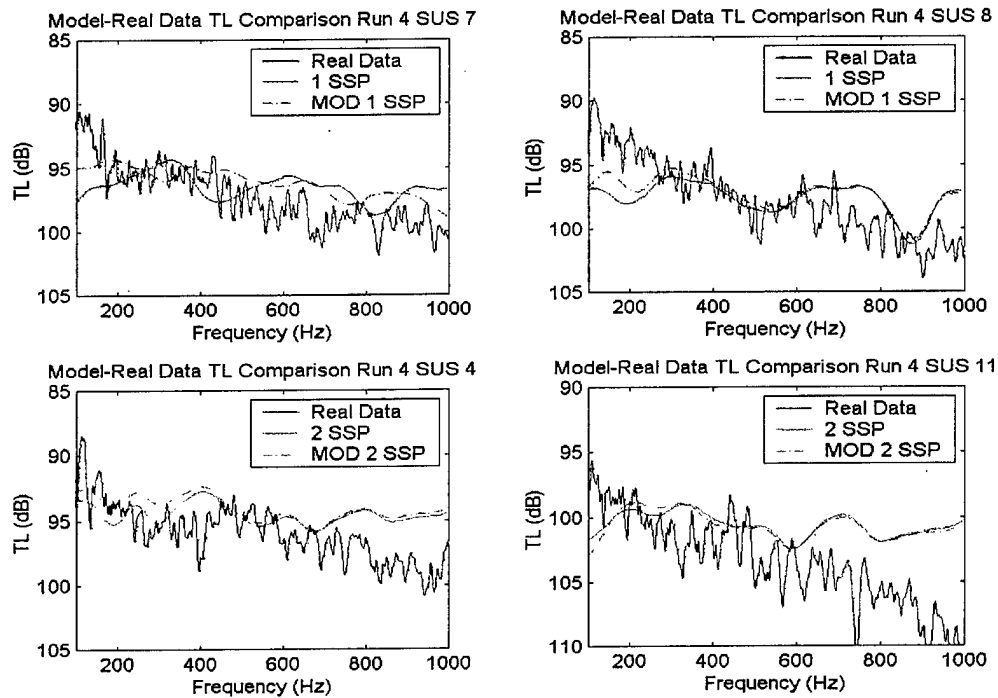 Model-Real Data TL Comparison Run 4 SUS 7
85
90
95
100
105
TL (dB)
Real Data
1 SSP
MOD 1 SSP
200 400 600 800 1000
Frequency (Hz)
Model-Real Data TL Comparison Run 4 SUS 8
85
90
95
100
105
TL (dB)
Real Data
1 SSP
MOD 1 SSP
200 400 600 800 1000
Frequency (Hz)
Model-Real Data TL Comparison Run 4 SUS 4
85
90
95
100
105
TL (dB)
Real Data
2 SSP
MOD 2 SSP
200 400 600 800 1000
Frequency (Hz)
Model-Real Data TL Comparison Run 4 SUS 11
90
95
100
105
110
TL (dB)
Real Data
2 SSP
MOD 2 SSP
200 400 600 800 1000
Frequency (Hz)